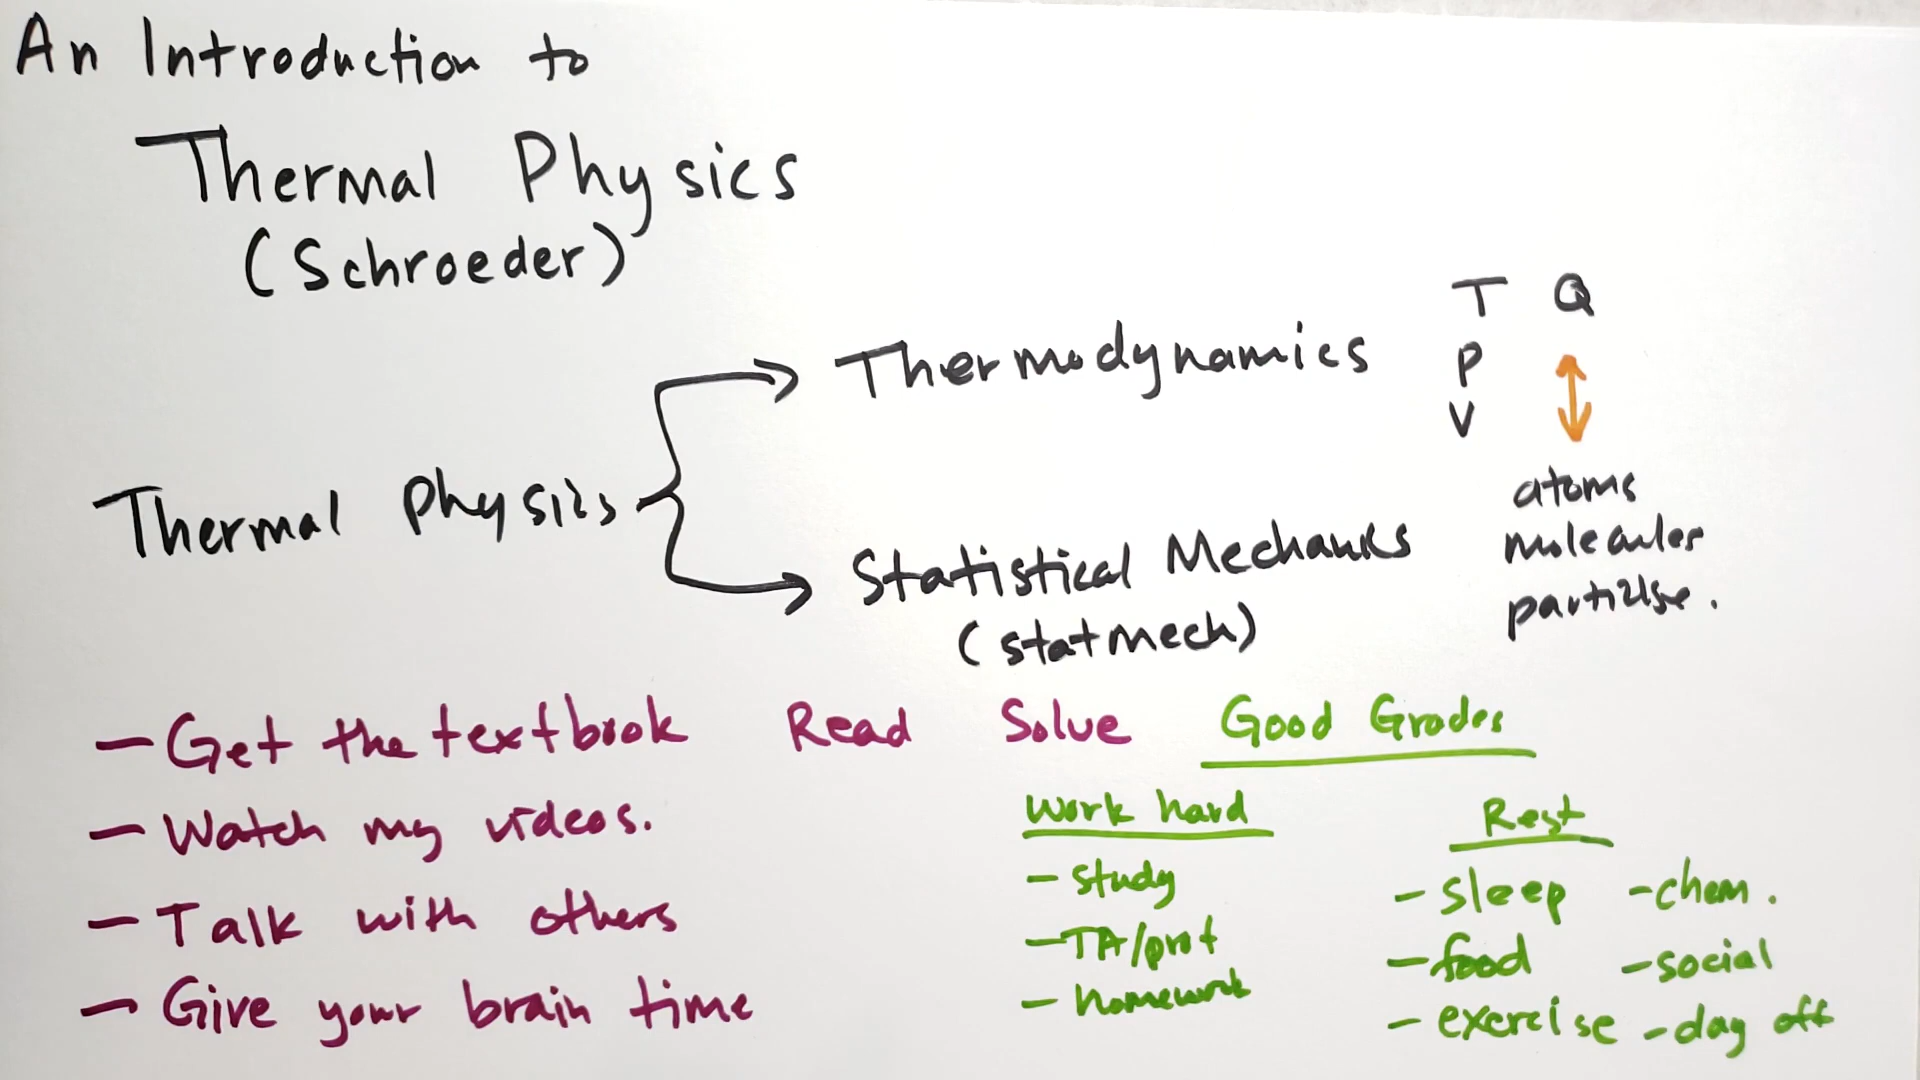 An Introduction to
Thermal Physics
(Schroeder)
Thermal Physics
Thermodynamics
T Q
P
V
Statistical Mechanics
(statmech)
atoms
molecules
particles.
- Get the textbook Read Solve Good Grades
- Watch my videos.
- Talk with others
- Give your brain time
Work hard
- study
- TA/prof
- homework
Rest
- sleep - chem.
- food - social
- exercise - day off